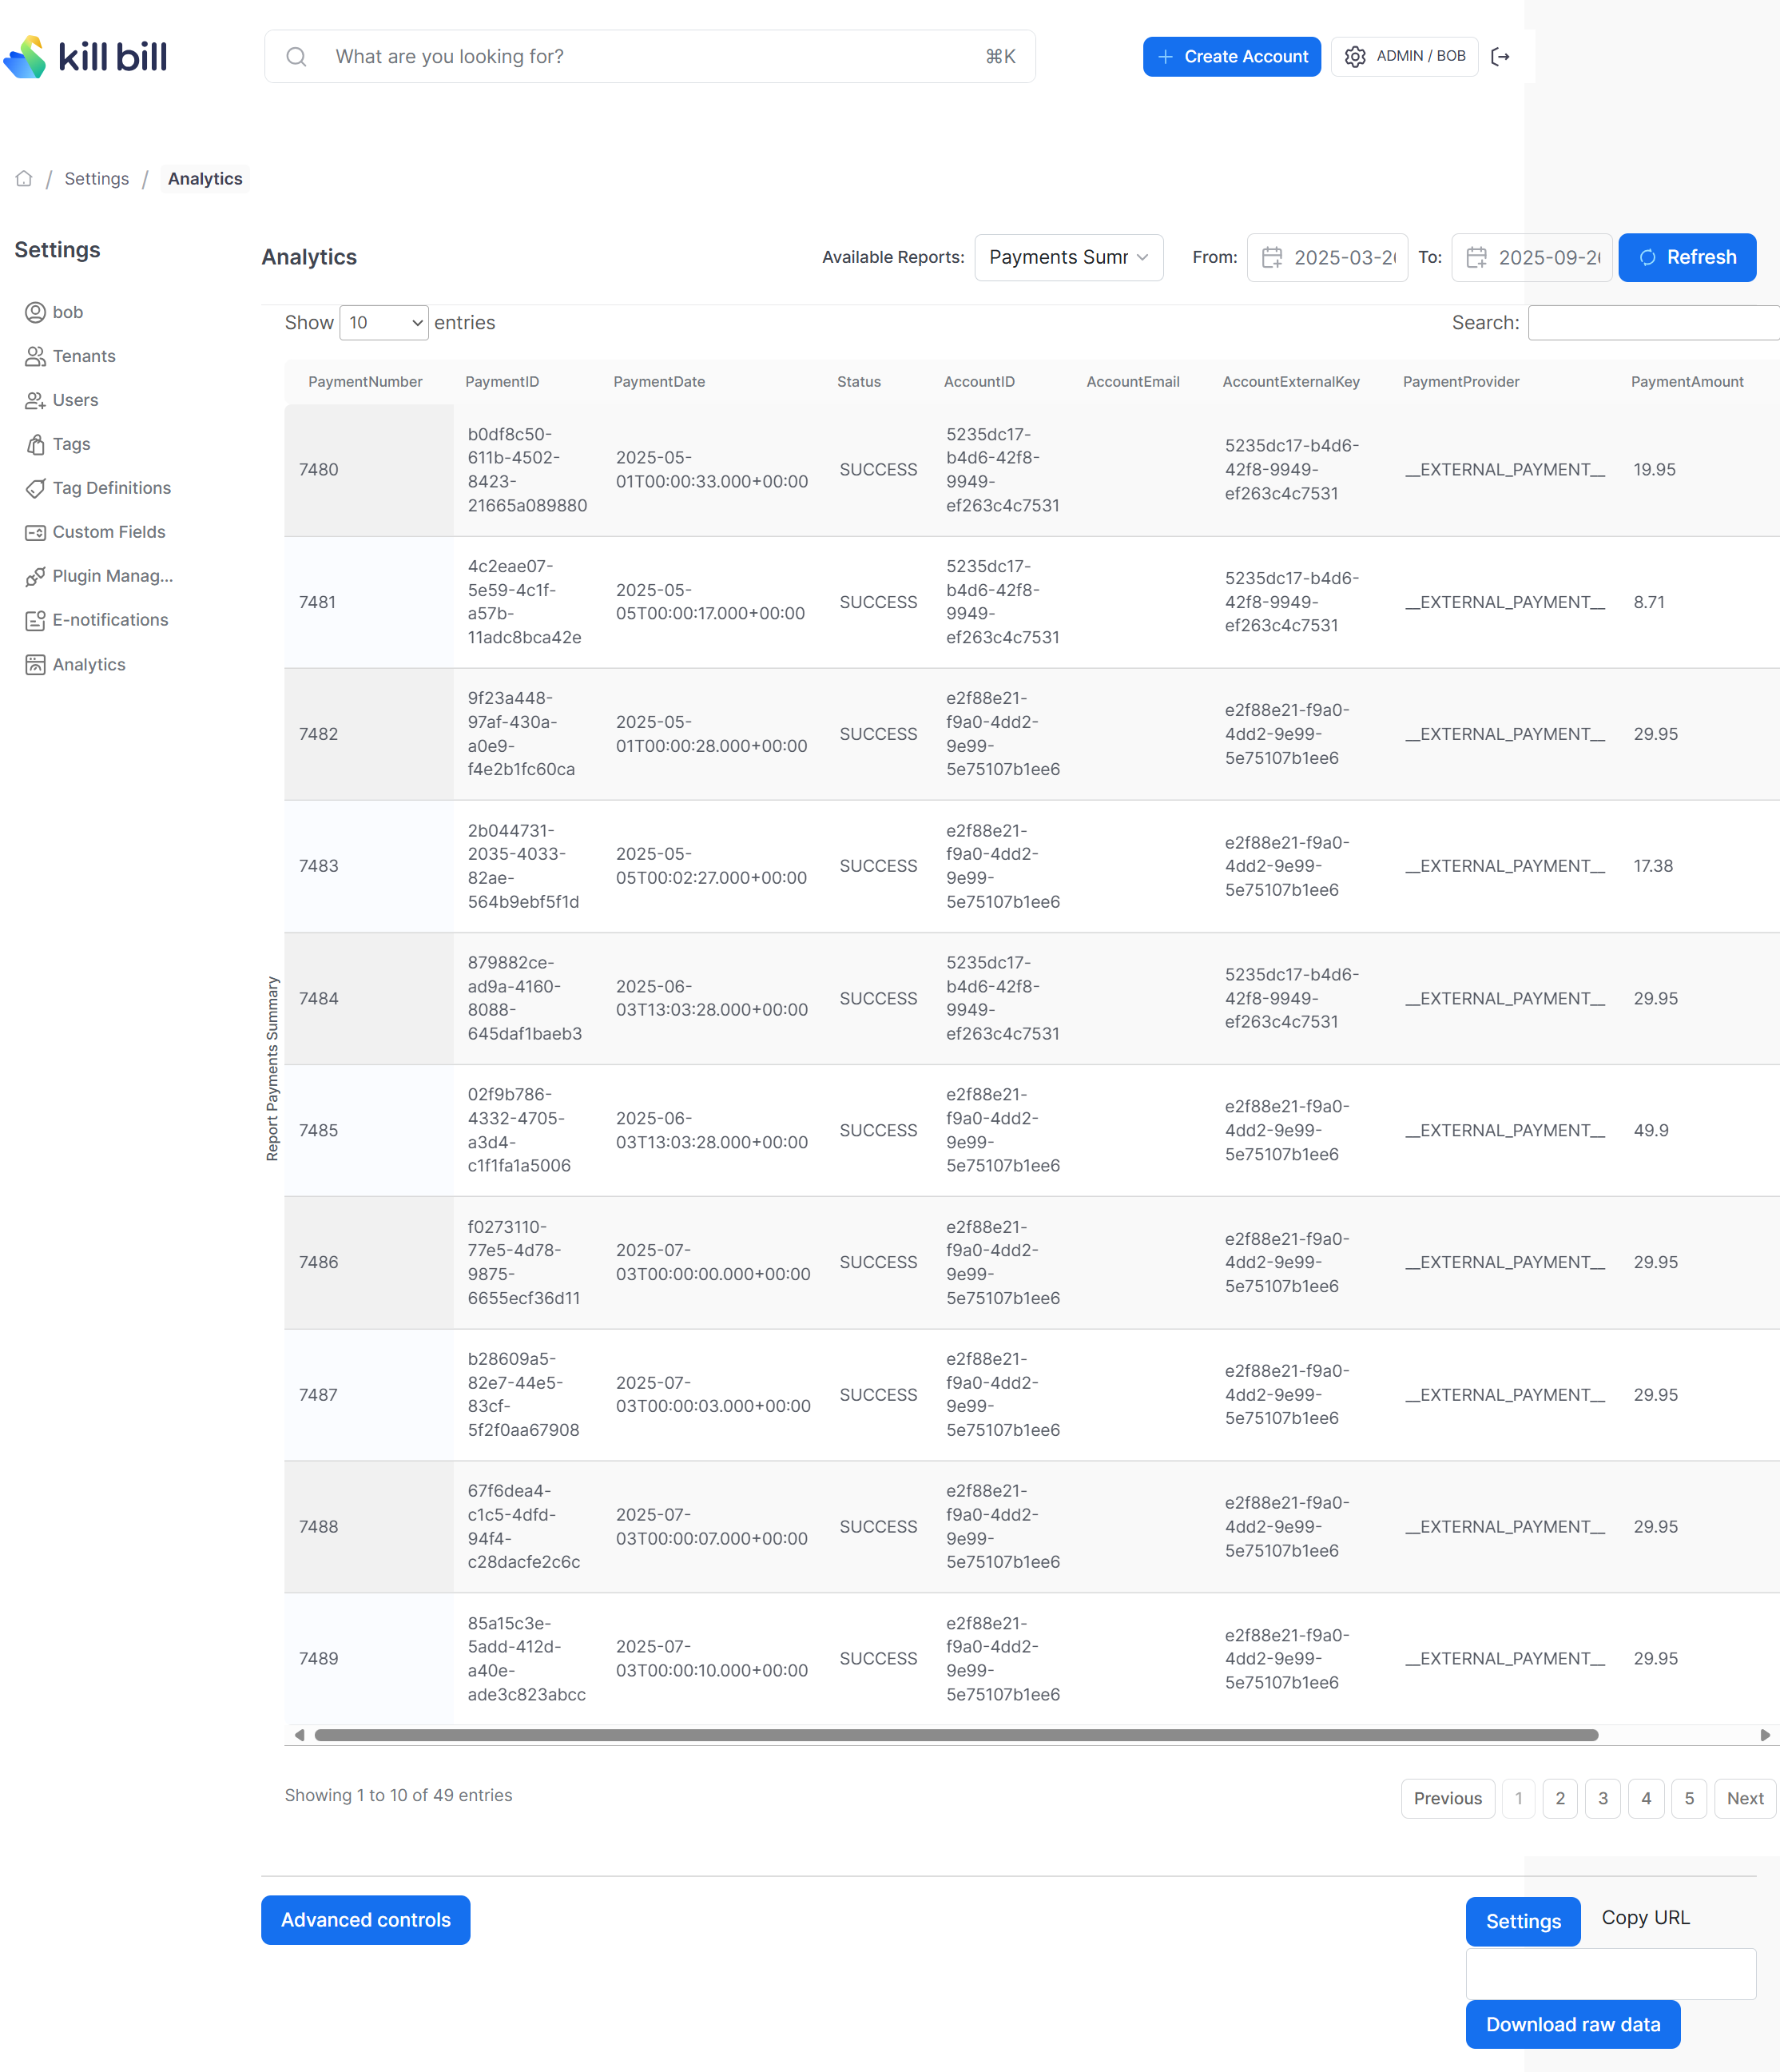 kill bill
What are you looking for? ⌘K
Create Account
ADMIN / BOB
/ Settings / Analytics
Settings
bob
Tenants
Users
Tags
Tag Definitions
Custom Fields
Plugin Manag...
E-notifications
Analytics
Analytics
Available Reports: Payments Summ
From: 2025-03-26
To: 2025-09-26
Refresh
Show 10 entries
Search:
PaymentNumber PaymentID PaymentDate Status AccountID AccountEmail AccountExternalKey PaymentProvider PaymentAmount
7480
b0df8c50-
611b-4502-
8423-
21665a089880
2025-05-
01T00:00:33.000+00:00
SUCCESS
5235dc17-
b4d6-42f8-
9949-
ef263c4c7531
5235dc17-b4d6-
42f8-9949-
ef263c4c7531
__EXTERNAL_PAYMENT__
19.95
7481
4c2eae07-
5e59-4c1f-
a57b-
11adc8bca42e
2025-05-
05T00:00:17.000+00:00
SUCCESS
5235dc17-
b4d6-42f8-
9949-
ef263c4c7531
5235dc17-b4d6-
42f8-9949-
ef263c4c7531
__EXTERNAL_PAYMENT__
8.71
7482
9f23a448-
97af-430a-
a0e9-
f4e2b1fc60ca
2025-05-
01T00:00:28.000+00:00
SUCCESS
e2f88e21-
f9a0-4dd2-
9e99-
5e75107b1ee6
e2f88e21-f9a0-
4dd2-9e99-
5e75107b1ee6
__EXTERNAL_PAYMENT__
29.95
7483
2b044731-
2035-4033-
82ae-
564b9ebf5f1d
2025-05-
05T00:02:27.000+00:00
SUCCESS
e2f88e21-
f9a0-4dd2-
9e99-
5e75107b1ee6
e2f88e21-f9a0-
4dd2-9e99-
5e75107b1ee6
__EXTERNAL_PAYMENT__
17.38
7484
879882ce-
ad9a-4160-
8088-
645daf1baeb3
2025-06-
03T13:03:28.000+00:00
SUCCESS
5235dc17-
b4d6-42f8-
9949-
ef263c4c7531
5235dc17-b4d6-
42f8-9949-
ef263c4c7531
__EXTERNAL_PAYMENT__
29.95
7485
02f9b786-
4332-4705-
a3d4-
c1f1fa1a5006
2025-06-
03T13:03:28.000+00:00
SUCCESS
e2f88e21-
f9a0-4dd2-
9e99-
5e75107b1ee6
e2f88e21-f9a0-
4dd2-9e99-
5e75107b1ee6
__EXTERNAL_PAYMENT__
49.9
7486
f0273110-
77e5-4d78-
9875-
6655ecf36d11
2025-07-
03T00:00:00.000+00:00
SUCCESS
e2f88e21-
f9a0-4dd2-
9e99-
5e75107b1ee6
e2f88e21-f9a0-
4dd2-9e99-
5e75107b1ee6
__EXTERNAL_PAYMENT__
29.95
7487
b28609a5-
82e7-44e5-
83cf-
5f2f0aa67908
2025-07-
03T00:00:03.000+00:00
SUCCESS
e2f88e21-
f9a0-4dd2-
9e99-
5e75107b1ee6
e2f88e21-f9a0-
4dd2-9e99-
5e75107b1ee6
__EXTERNAL_PAYMENT__
29.95
7488
67f6dea4-
c1c5-4dfd-
94f4-
c28dacfe2c6c
2025-07-
03T00:00:07.000+00:00
SUCCESS
e2f88e21-
f9a0-4dd2-
9e99-
5e75107b1ee6
e2f88e21-f9a0-
4dd2-9e99-
5e75107b1ee6
__EXTERNAL_PAYMENT__
29.95
7489
85a15c3e-
5add-412d-
a40e-
ade3c823abcc
2025-07-
03T00:00:10.000+00:00
SUCCESS
e2f88e21-
f9a0-4dd2-
9e99-
5e75107b1ee6
e2f88e21-f9a0-
4dd2-9e99-
5e75107b1ee6
__EXTERNAL_PAYMENT__
29.95
Report Payments Summary
Showing 1 to 10 of 49 entries
Previous 1 2 3 4 5 Next
Advanced controls
Settings
Copy URL
Download raw data